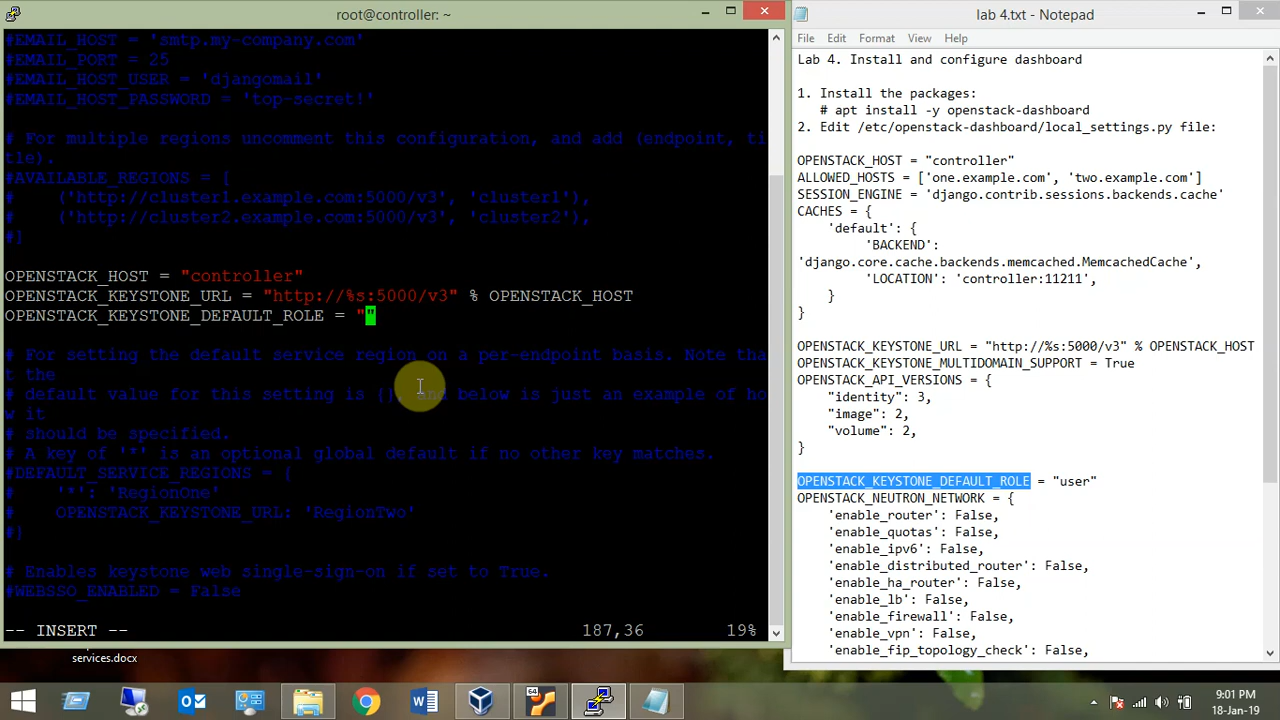 root@controller: ~
#EMAIL_HOST = 'smtp.my-company.com'
#EMAIL_PORT = 25
#EMAIL_HOST_USER = 'djangomail'
#EMAIL_HOST_PASSWORD = 'top-secret!'
# For multiple regions uncomment this configuration, and add (endpoint, ti
tle).
#AVAILABLE_REGIONS = [
#    ('http://cluster1.example.com:5000/v3', 'cluster1'),
#    ('http://cluster2.example.com:5000/v3', 'cluster2'),
#]
OPENSTACK_HOST = "controller"
OPENSTACK_KEYSTONE_URL = "http://%s:5000/v3" % OPENSTACK_HOST
OPENSTACK_KEYSTONE_DEFAULT_ROLE = ""
# For setting the default service region on a per-endpoint basis. Note tha
t the
# default value for this setting is {}, and below is just an example of ho
w it
# should be specified.
# A key of '*' is an optional global default if no other key matches.
#DEFAULT_SERVICE_REGIONS = {
#    '*': 'RegionOne'
#    OPENSTACK_KEYSTONE_URL: 'RegionTwo'
#}
# Enables keystone web single-sign-on if set to True.
#WEBSSO_ENABLED = False
-- INSERT --    187,36    19%
lab 4.txt - Notepad
File Edit Format View Help
Lab 4. Install and configure dashboard
1. Install the packages:
# apt install -y openstack-dashboard
2. Edit /etc/openstack-dashboard/local_settings.py file:
OPENSTACK_HOST = "controller"
ALLOWED_HOSTS = ['one.example.com', 'two.example.com']
SESSION_ENGINE = 'django.contrib.sessions.backends.cache'
CACHES = {
'default': {
'BACKEND':
'django.core.cache.backends.memcached.MemcachedCache',
'LOCATION': 'controller:11211',
}
}
OPENSTACK_KEYSTONE_URL = "http://%s:5000/v3" % OPENSTACK_HOST
OPENSTACK_KEYSTONE_MULTIDOMAIN_SUPPORT = True
OPENSTACK_API_VERSIONS = {
"identity": 3,
"image": 2,
"volume": 2,
}
OPENSTACK_KEYSTONE_DEFAULT_ROLE = "user"
OPENSTACK_NEUTRON_NETWORK = {
'enable_router': False,
'enable_quotas': False,
'enable_ipv6': False,
'enable_distributed_router': False,
'enable_ha_router': False,
'enable_lb': False,
'enable_firewall': False,
'enable_vpn': False,
'enable_fip_topology_check': False,
services.docx
64
9:01 PM
18-Jan-19